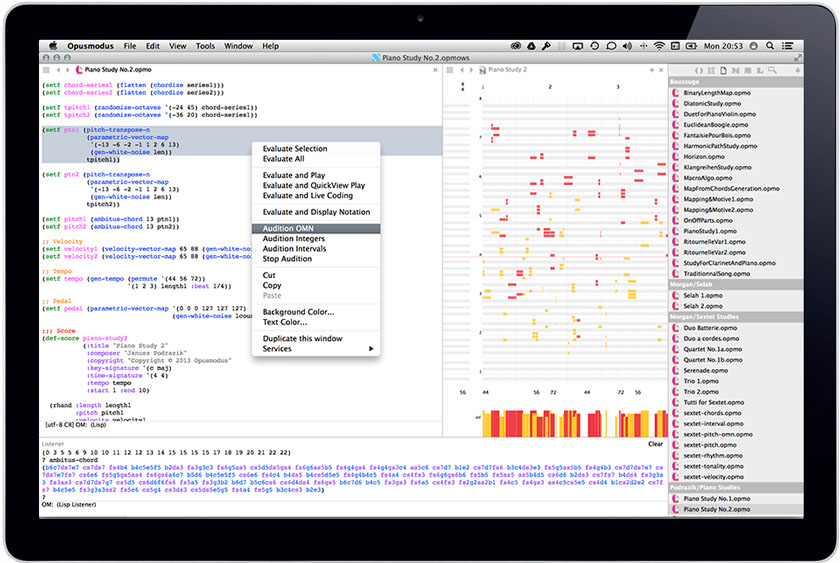 Opusmodus File Edit View Tools Window Help
Mon 20:53
Piano Study No.2.opmows
Piano Study No.2.opmo
(setf chord-series1 (flatten (chordize series1)))
(setf chord-series2 (flatten (chordize series2)))
(setf tpitch1 (randomize-octaves '(-24 45) chord-series1))
(setf tpitch2 (randomize-octaves '(-36 20) chord-series2))
(setf ptn1 (pitch-transpose-n
(parametric-vector-map
'(-13 -6 -2 -1 1 2 6 13)
(gen-white-noise len))
tpitch1))
(setf ptn2 (pitch-transpose-n
(parametric-vector-map
'(-13 -6 -2 -1 1 2 6 13)
(gen-white-noise len))
tpitch2))
(setf pitch1 (ambitus-chord 13 ptn1))
(setf pitch2 (ambitus-chord 13 ptn2))
;; Velocity
(setf velocity1 (velocity-vector-map 65 88 (gen-white-noi
(setf velocity2 (velocity-vector-map 65 88 (gen-white-noi
;; Tempo
(setf tempo (gen-tempo (permute '(44 56 72))
'(1 2 3) length1 :beat 1/4))
;; Pedal
(setf pedal (parametric-vector-map '(0 0 0 127 127 127)
(gen-white-noise lcou
;;; Score
(def-score piano-study2
(:title "Piano Study 2"
:composer "Janusz Podrazik"
:copyright "Copyright © 2013 Opusmodus"
:key-signature '(c maj)
:time-signature '(4 4)
:tempo tempo
:start 1 :end 10)
(rhand :length length1
:pitch pitch1
:velocity velocity1
[utf-8 CR] OM: (Lisp)
Evaluate Selection
Evaluate All
Evaluate and Play
Evaluate and QuickView Play
Evaluate and Live Coding
Evaluate and Display Notation
Audition OMN
Audition Integers
Audition Intervals
Stop Audition
Cut
Copy
Paste
Background Color...
Text Color...
Duplicate this window
Services
Piano Study 2
4
4
1 2 3
8
7
6
5
4
3
2
1
56 44 56 72 44 72 56
Boussuge
BinaryLengthMap.opmo
DiatonicStudy.opmo
DuetForPianeViolin.opmo
EuclideanBoogie.opmo
FantaisiePourBois.opmo
HarmonicPathStudy.opmo
Horizon.opmo
KlangreihenStudy.opmo
MacroAlgo.opmo
MapFromChordsGeneration.opmo
Mapping&Motive1.opmo
Mapping&Motive2.opmo
OnOffParts.opmo
PianoStudy1.opmo
RitournelleVar1.opmo
RitournelleVar2.opmo
StudyForClarinetAndPiano.opmo
TraditionnalSong.opmo
Morgan/Selah
Selah 1.opmo
Selah 2.opmo
Morgan/Sextet Studies
Duo Batterie.opmo
Duo a cordes.opmo
Quartet No.1a.opmo
Quartet No.1b.opmo
Serenade.opmo
Trio 1.opmo
Trio 2.opmo
Tutti for Sextet.opmo
sextet-chords.opmo
sextet-interval.opmo
sextet-pitch-omn.opmo
sextet-pitch.opmo
sextet-rhythm.opmo
sextet-tonality.opmo
sextet-velocity.opmo
Podrazik/Piano Studies
Piano Study No.1.opmo
Piano Study No.2.opmo
Listener
Clear
(0 3 5 5 6 9 10 10 11 12 12 12 13 14 15 16 16 17 18 19 20 21 22 22)
? ambitus-chord
?
OM: (Lisp Listener)